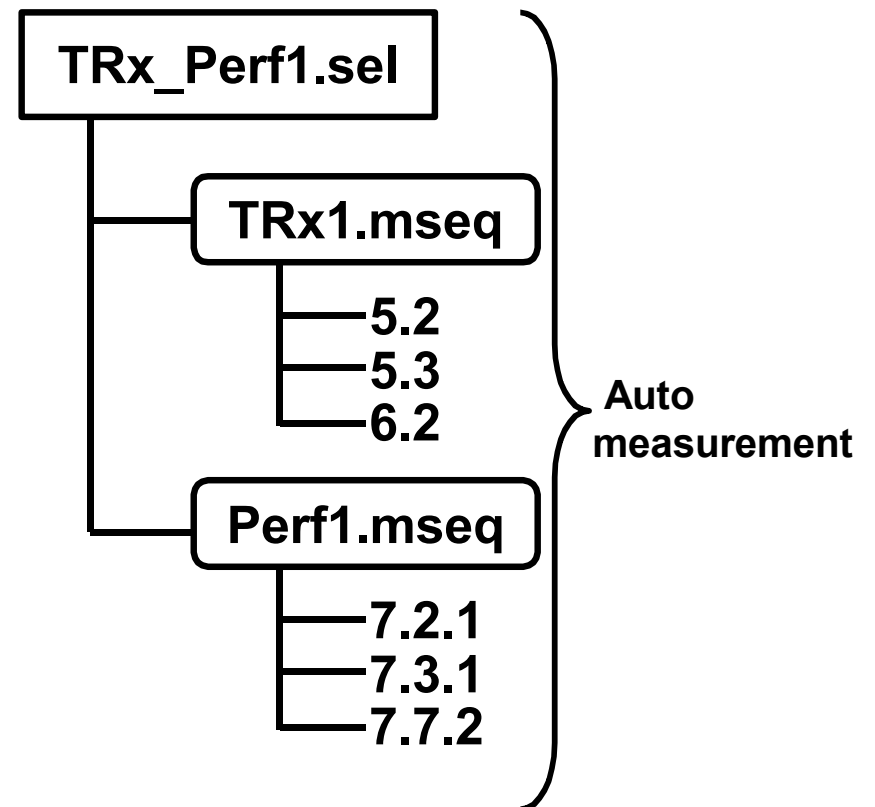 TRx_Perf1.sel
TRx1.mseq
5.2
5.3
6.2
Auto
measurement
Perf1.mseq
7.2.1
7.3.1
7.7.2